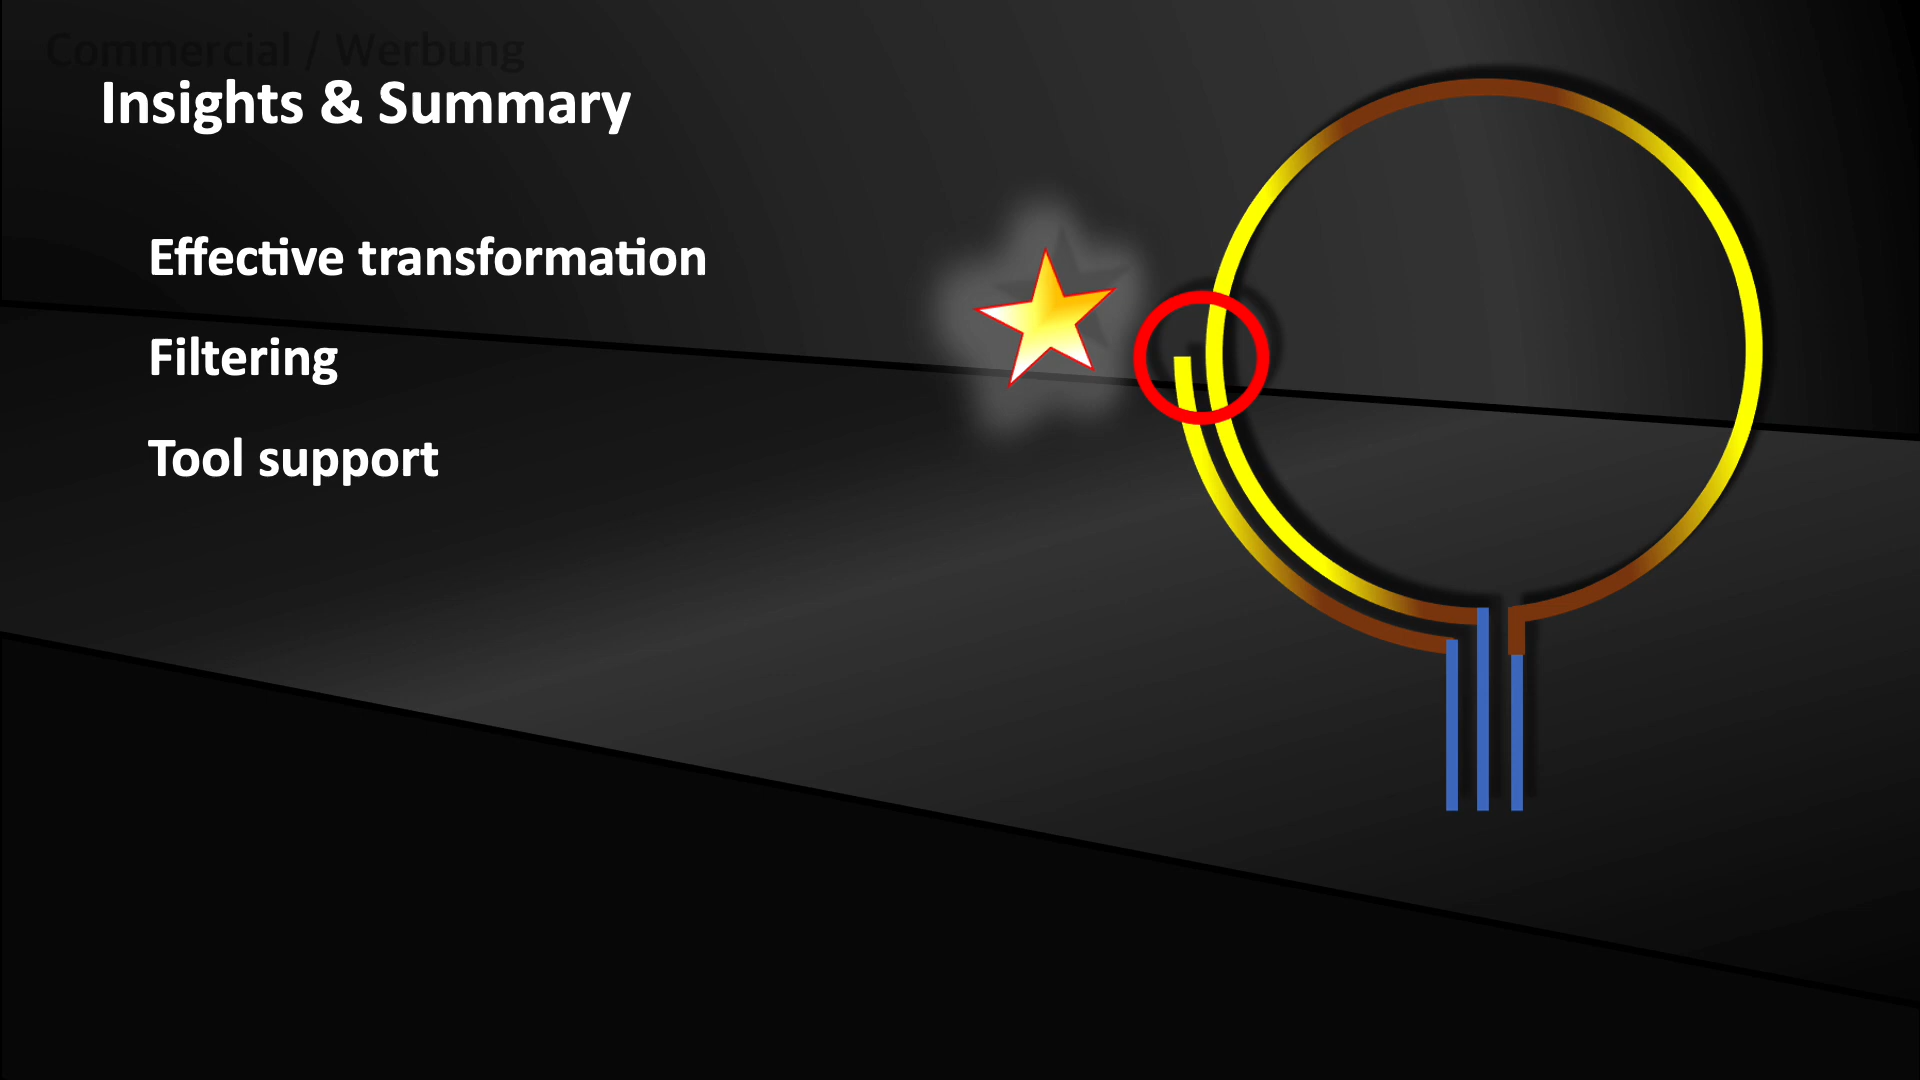 Commercial / Werbung
Insights & Summary
Effective transformation
Filtering
Tool support